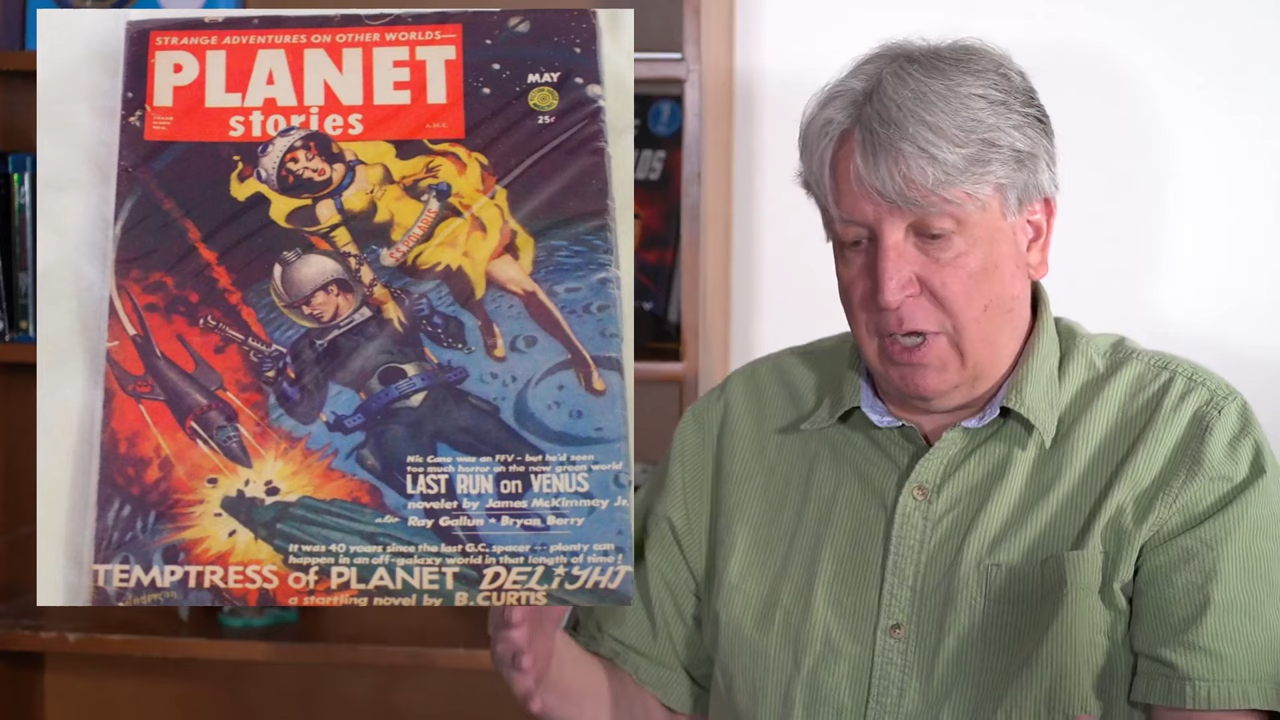 STRANGE ADVENTURES ON OTHER WORLDS—
PLANET
stories
A.N.C.
MAY
25c
S.S. POLARIS
Nic Cano was an FFV – but he'd seen
too much horror on the new green world
LAST RUN on VENUS
novelet by James McKimmey Jr.
also Ray Gallun * Bryan Berry
It was 40 years since the last G.C. spacer -- plenty can
happen in an off-galaxy world in that length of time!
TEMPTRESS of PLANET DELIGHT
a startling novel by B. CURTIS
Anderson